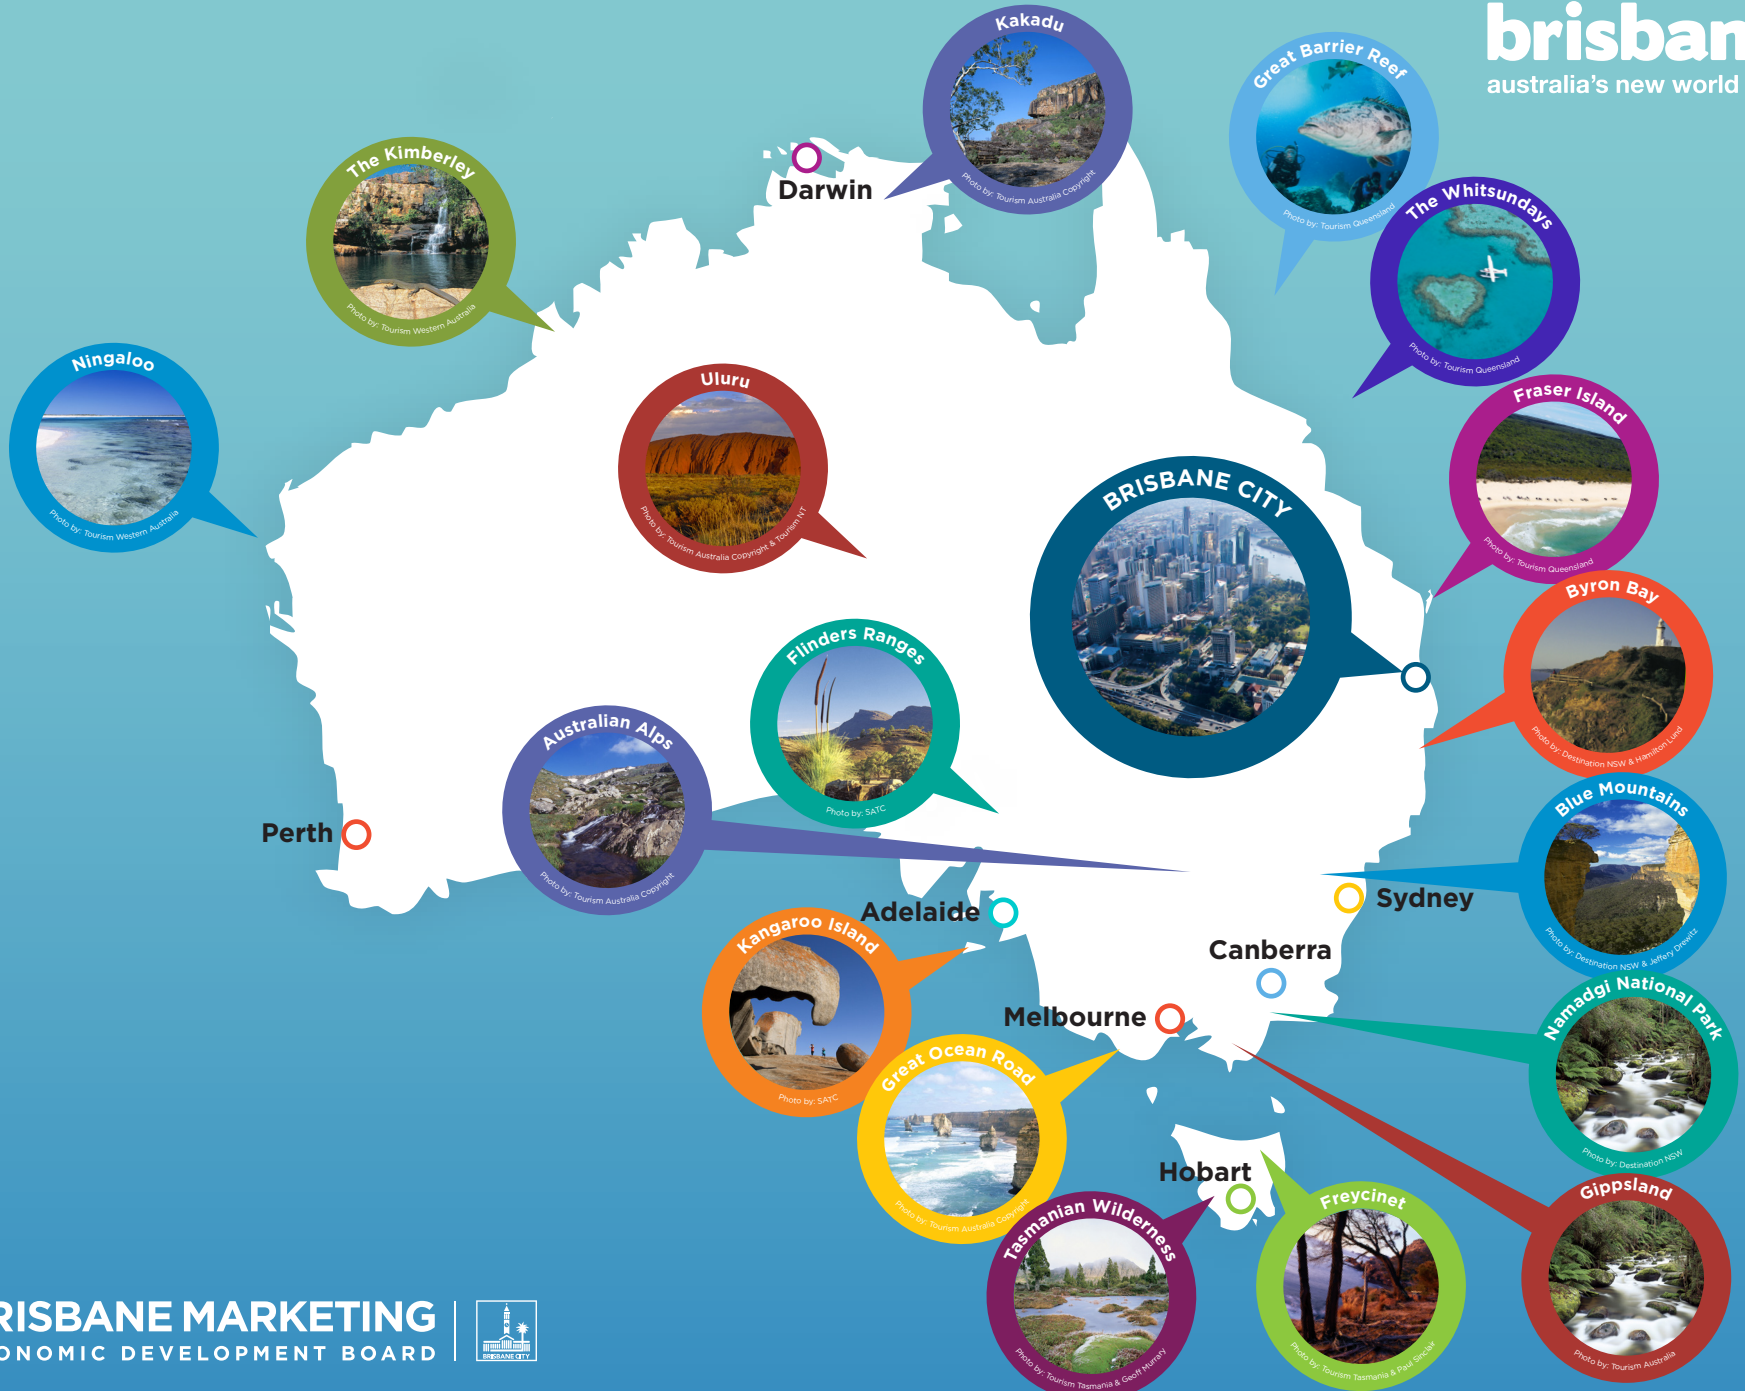 brisban
australia's new world
Kakadu
Photo by: Tourism Australia Copyright
Great Barrier Reef
Photo by: Tourism Queensland
The Kimberley
Photo by: Tourism Western Australia
Darwin
The Whitsundays
Photo by: Tourism Queensland
Ningaloo
Photo by: Tourism Western Australia
Uluru
Photo by: Tourism Australia Copyright & Tourism NT
Fraser Island
Photo by: Tourism Queensland
BRISBANE CITY
Byron Bay
Photo by: Destination NSW & Hamilton Lund
Flinders Ranges
Photo by: SATC
Australian Alps
Photo by: Tourism Australia Copyright
Perth
Blue Mountains
Photo by: Destination NSW & Jeffery Drewitz
Adelaide
Sydney
Kangaroo Island
Photo by: SATC
Canberra
Melbourne
Namadgi National Park
Photo by: Destination NSW
Great Ocean Road
Photo by: Tourism Australia Copyright
Hobart
Tasmanian Wilderness
Photo by: Tourism Tasmania & Geoff Murray
Freycinet
Photo by: Tourism Tasmania & Paul Sinclair
Gippsland
Photo by: Tourism Australia
RISBANE MARKETING
ONOMIC DEVELOPMENT BOARD
BRISBANE CITY